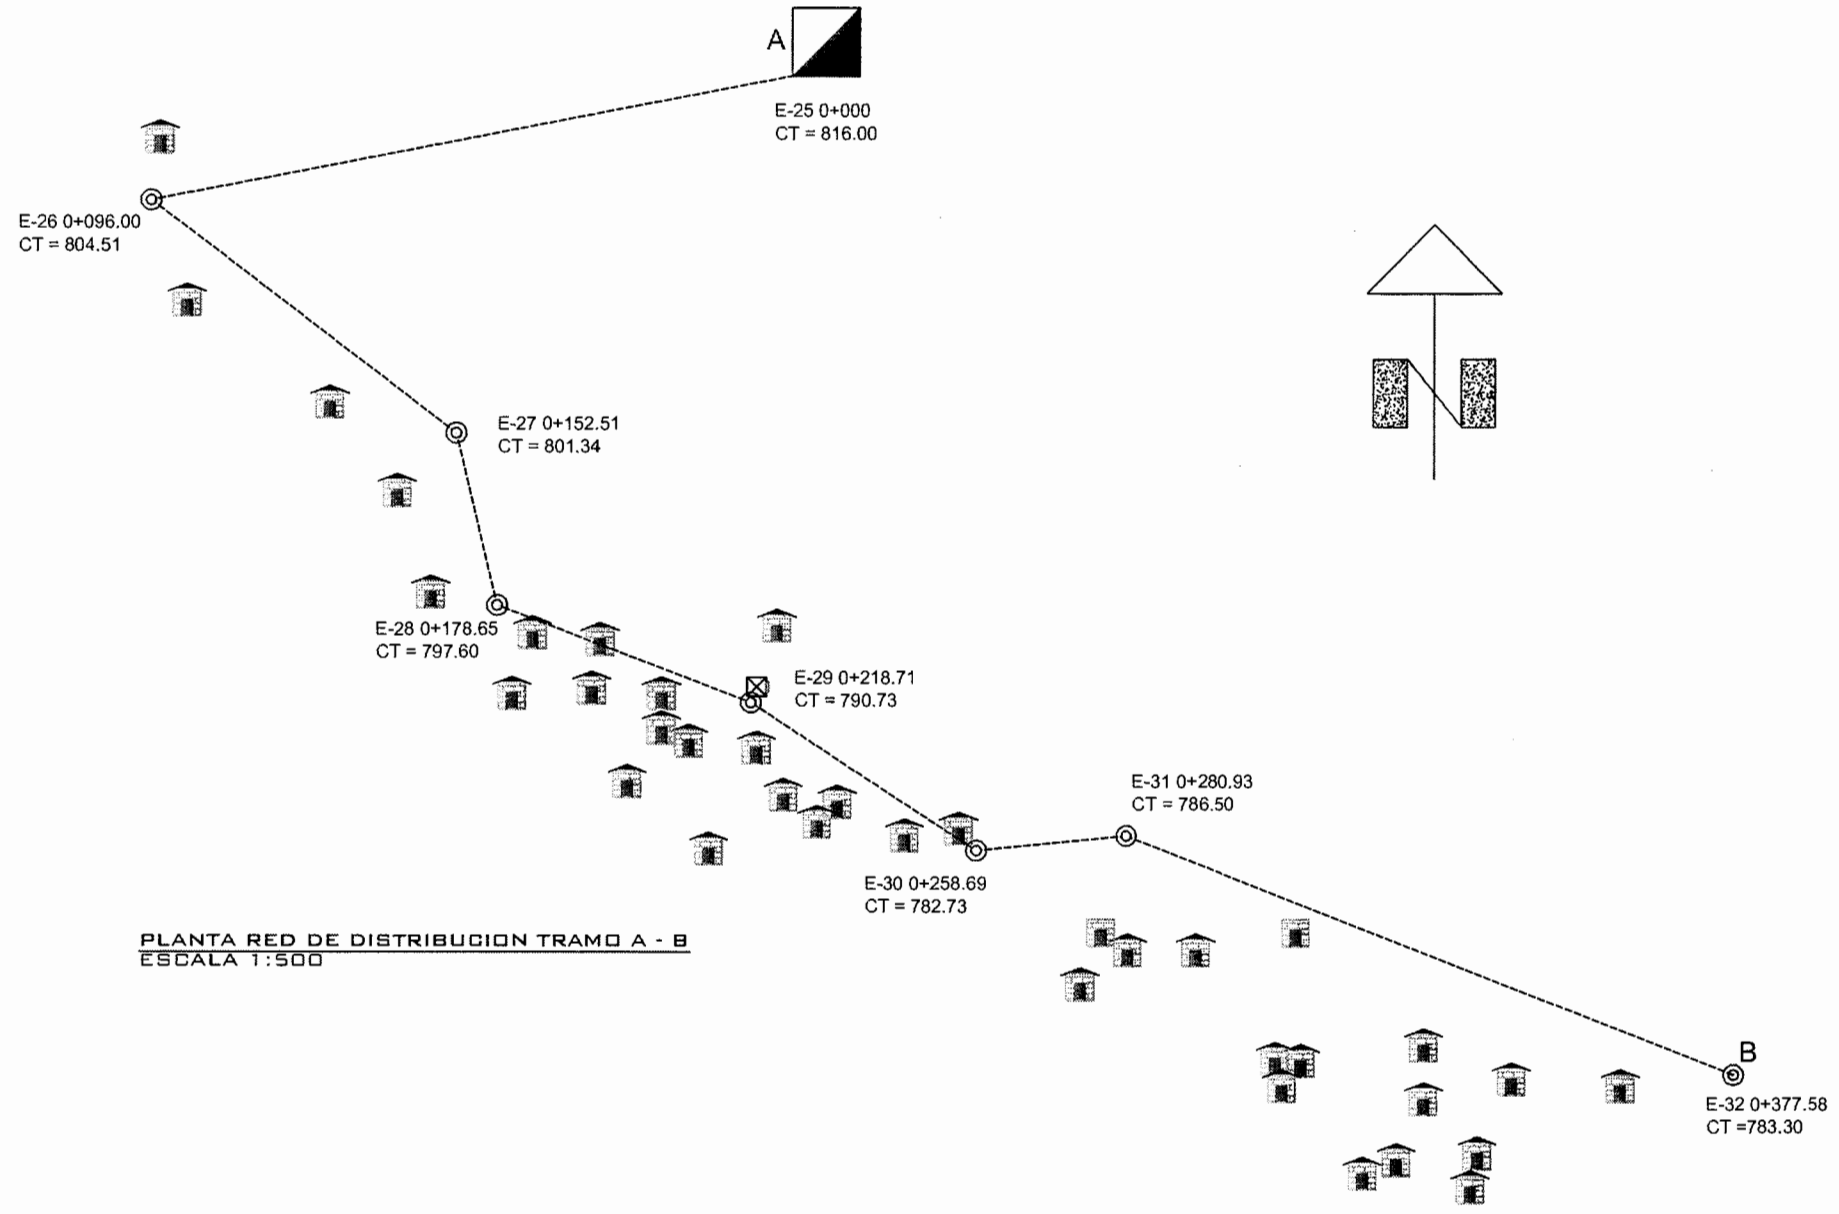 A
E-25 0+000
CT = 816.00
E-26 0+096.00
CT = 804.51
E-27 0+152.51
CT = 801.34
E-28 0+178.65
CT = 797.60
E-29 0+218.71
CT = 790.73
E-31 0+280.93
CT = 786.50
E-30 0+258.69
CT = 782.73
N
PLANTA RED DE DISTRIBUCION TRAMO A - B
ESCALA 1:500
B
E-32 0+377.58
CT =783.30